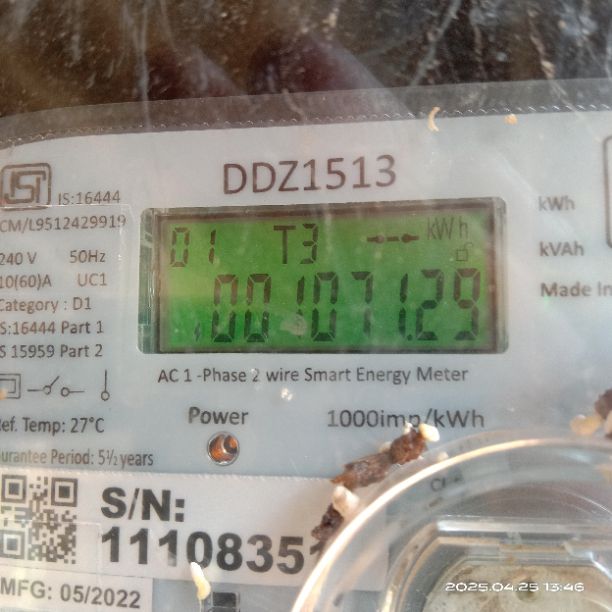 DDZ1513
ISI
IS:16444
CM/L9512429919
240 V 50Hz
10(60)A UC1
Category : D1
S:16444 Part 1
S 15959 Part 2
01 T3 kWh
001071.29
kWh
kVAh
Made In
AC 1 -Phase 2 wire Smart Energy Meter
Ref. Temp: 27°C
Power
1000imp/kWh
Guarantee Period: 5½ years
S/N:
1110835
MFG: 05/2022
2025.04.25 13:46